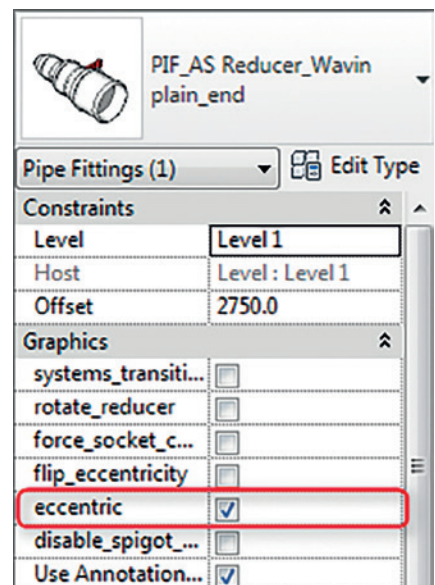 PIF_AS Reducer_Wavin
plain_end
Pipe Fittings (1) Edit Type
Constraints
Level Level 1
Host Level : Level 1
Offset 2750.0
Graphics
systems_transiti...
rotate_reducer
force_socket_c...
flip_eccentricity
eccentric
disable_spigot_...
Use Annotation...